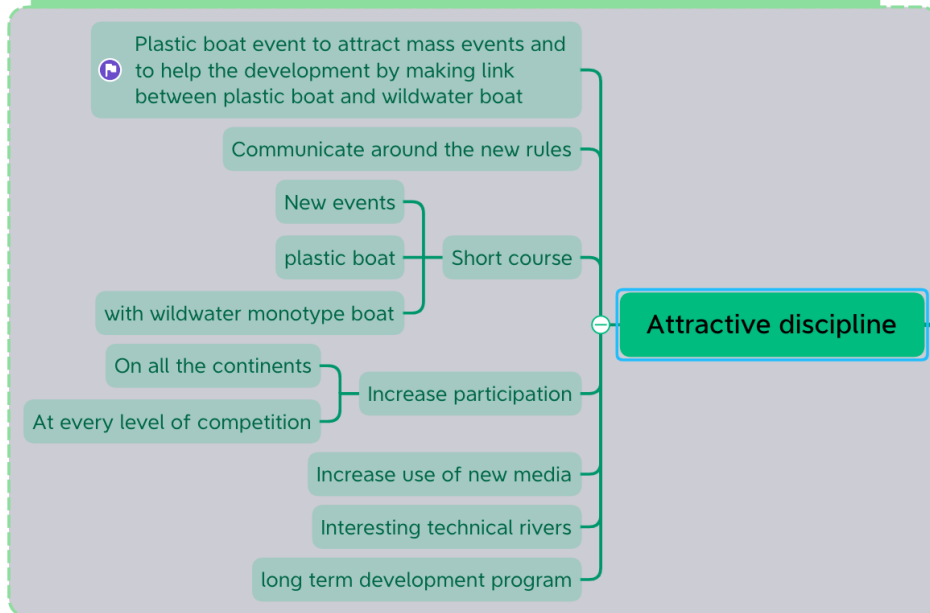 Plastic boat event to attract mass events and
to help the development by making link
between plastic boat and wildwater boat
Communicate around the new rules
New events
plastic boat
Short course
with wildwater monotype boat
Attractive discipline
On all the continents
Increase participation
At every level of competition
Increase use of new media
Interesting technical rivers
long term development program